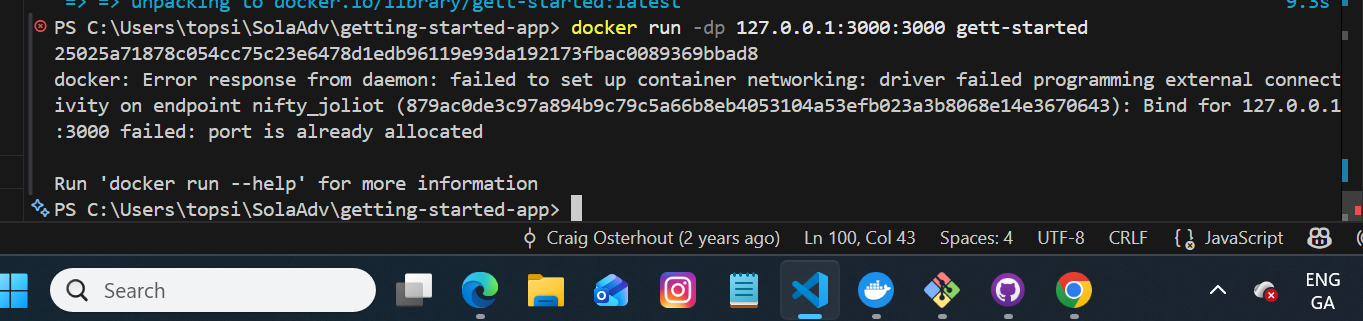 => => unpacking to docker.io/library/gett-started:latest 9.3s
PS C:\Users\topsi\SolaAdv\getting-started-app> docker run -dp 127.0.0.1:3000:3000 gett-started
25025a71878c054cc75c23e6478d1edb96119e93da192173fbac0089369bbad8
docker: Error response from daemon: failed to set up container networking: driver failed programming external connect
ivity on endpoint nifty_joliot (879ac0de3c97a894b9c79c5a66b8eb4053104a53efb023a3b8068e14e3670643): Bind for 127.0.0.1
:3000 failed: port is already allocated
Run 'docker run --help' for more information
PS C:\Users\topsi\SolaAdv\getting-started-app>
Craig Osterhout (2 years ago) Ln 100, Col 43 Spaces: 4 UTF-8 CRLF {} JavaScript
Search
ENG
GA